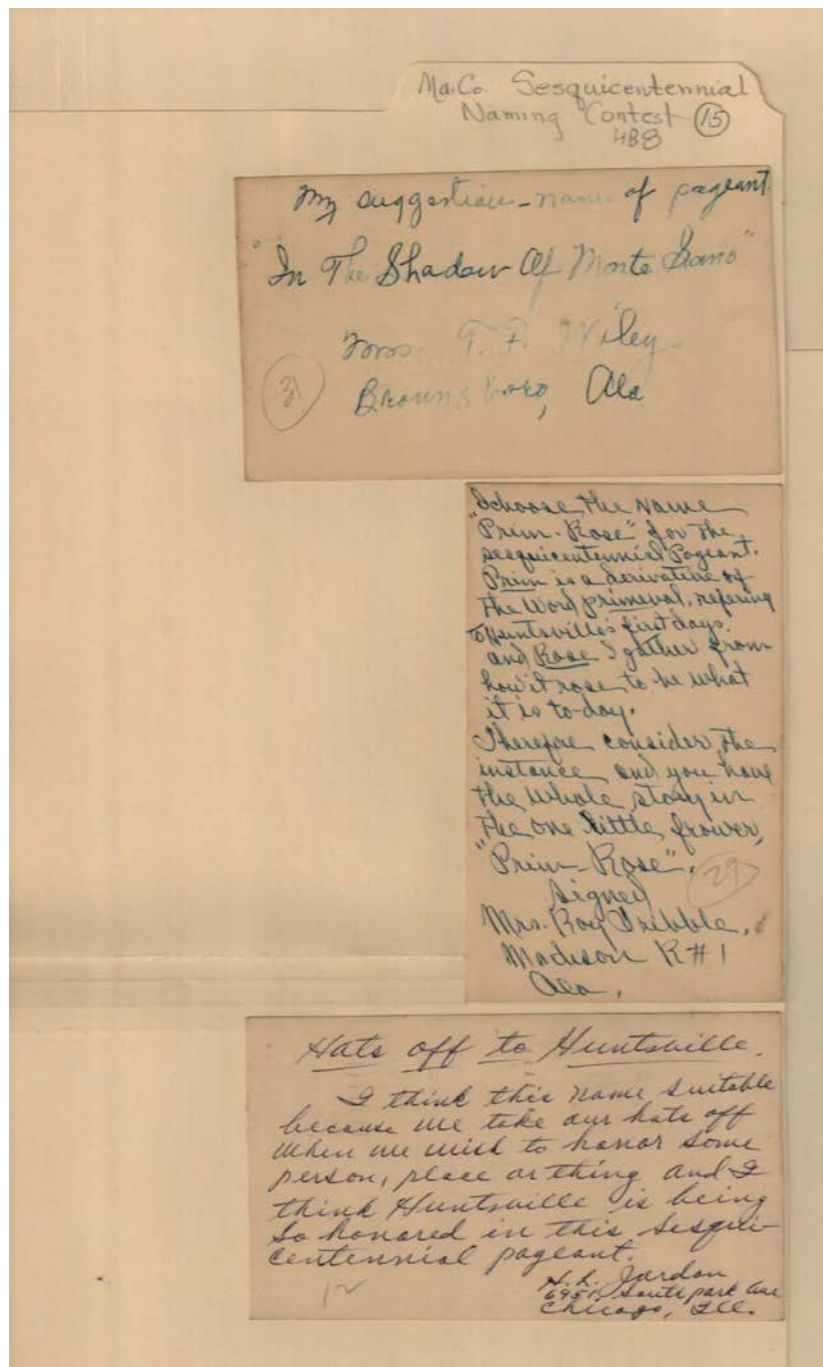 Ma. Co. Sesquicentennial
Naming Contest 15
4B8
My suggestion - name of pageant
"In The Shadow Of Monte Sano"
Mrs. T. P. Wiley
Brownsboro, Ala
31
I choose the Name
"Prim-Rose" for the
sesquicentennial Pageant.
Prim is a derivative of
the word primeval, refering
to Huntsville's first days.
and Rose I gather from
how it rose to be what
it is to-day.
Therefore consider the
instance and you have
the whole story in
the one little frower,
"Prim-Rose".
29
Signed
Mrs. Roy Tribble,
Madison R#1
Ala.
Hats off to Huntsville.
I think this name suitable
because we take our hats off
when we wish to honor some
person, place or thing and I
think Huntsville is being
so honored in this sesqui-
centennial pageant.
12
H. L. Jordan
South park Ave
Chicago, Ill.